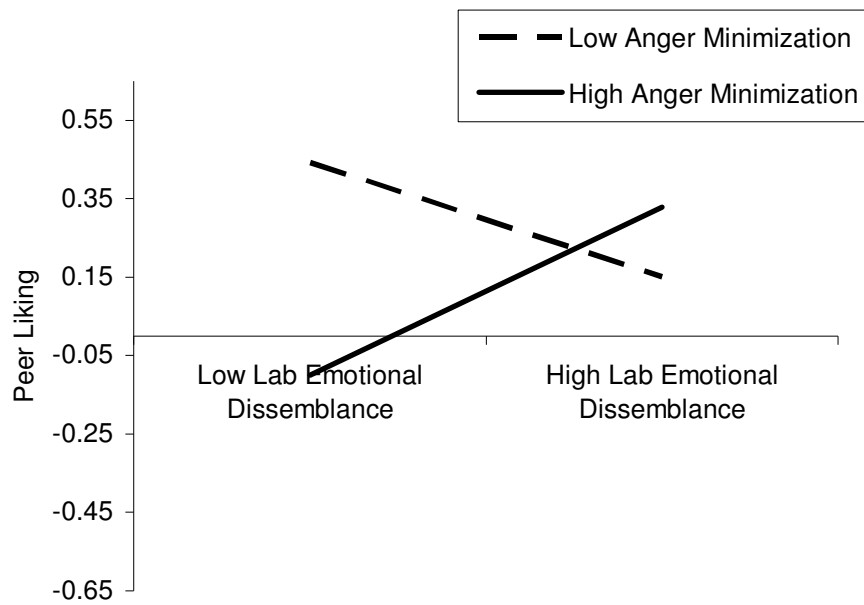 Low Anger Minimization
High Anger Minimization
0.55
0.35
0.15
-0.05
-0.25
-0.45
-0.65
Peer Liking
Low Lab Emotional
Dissemblance
High Lab Emotional
Dissemblance